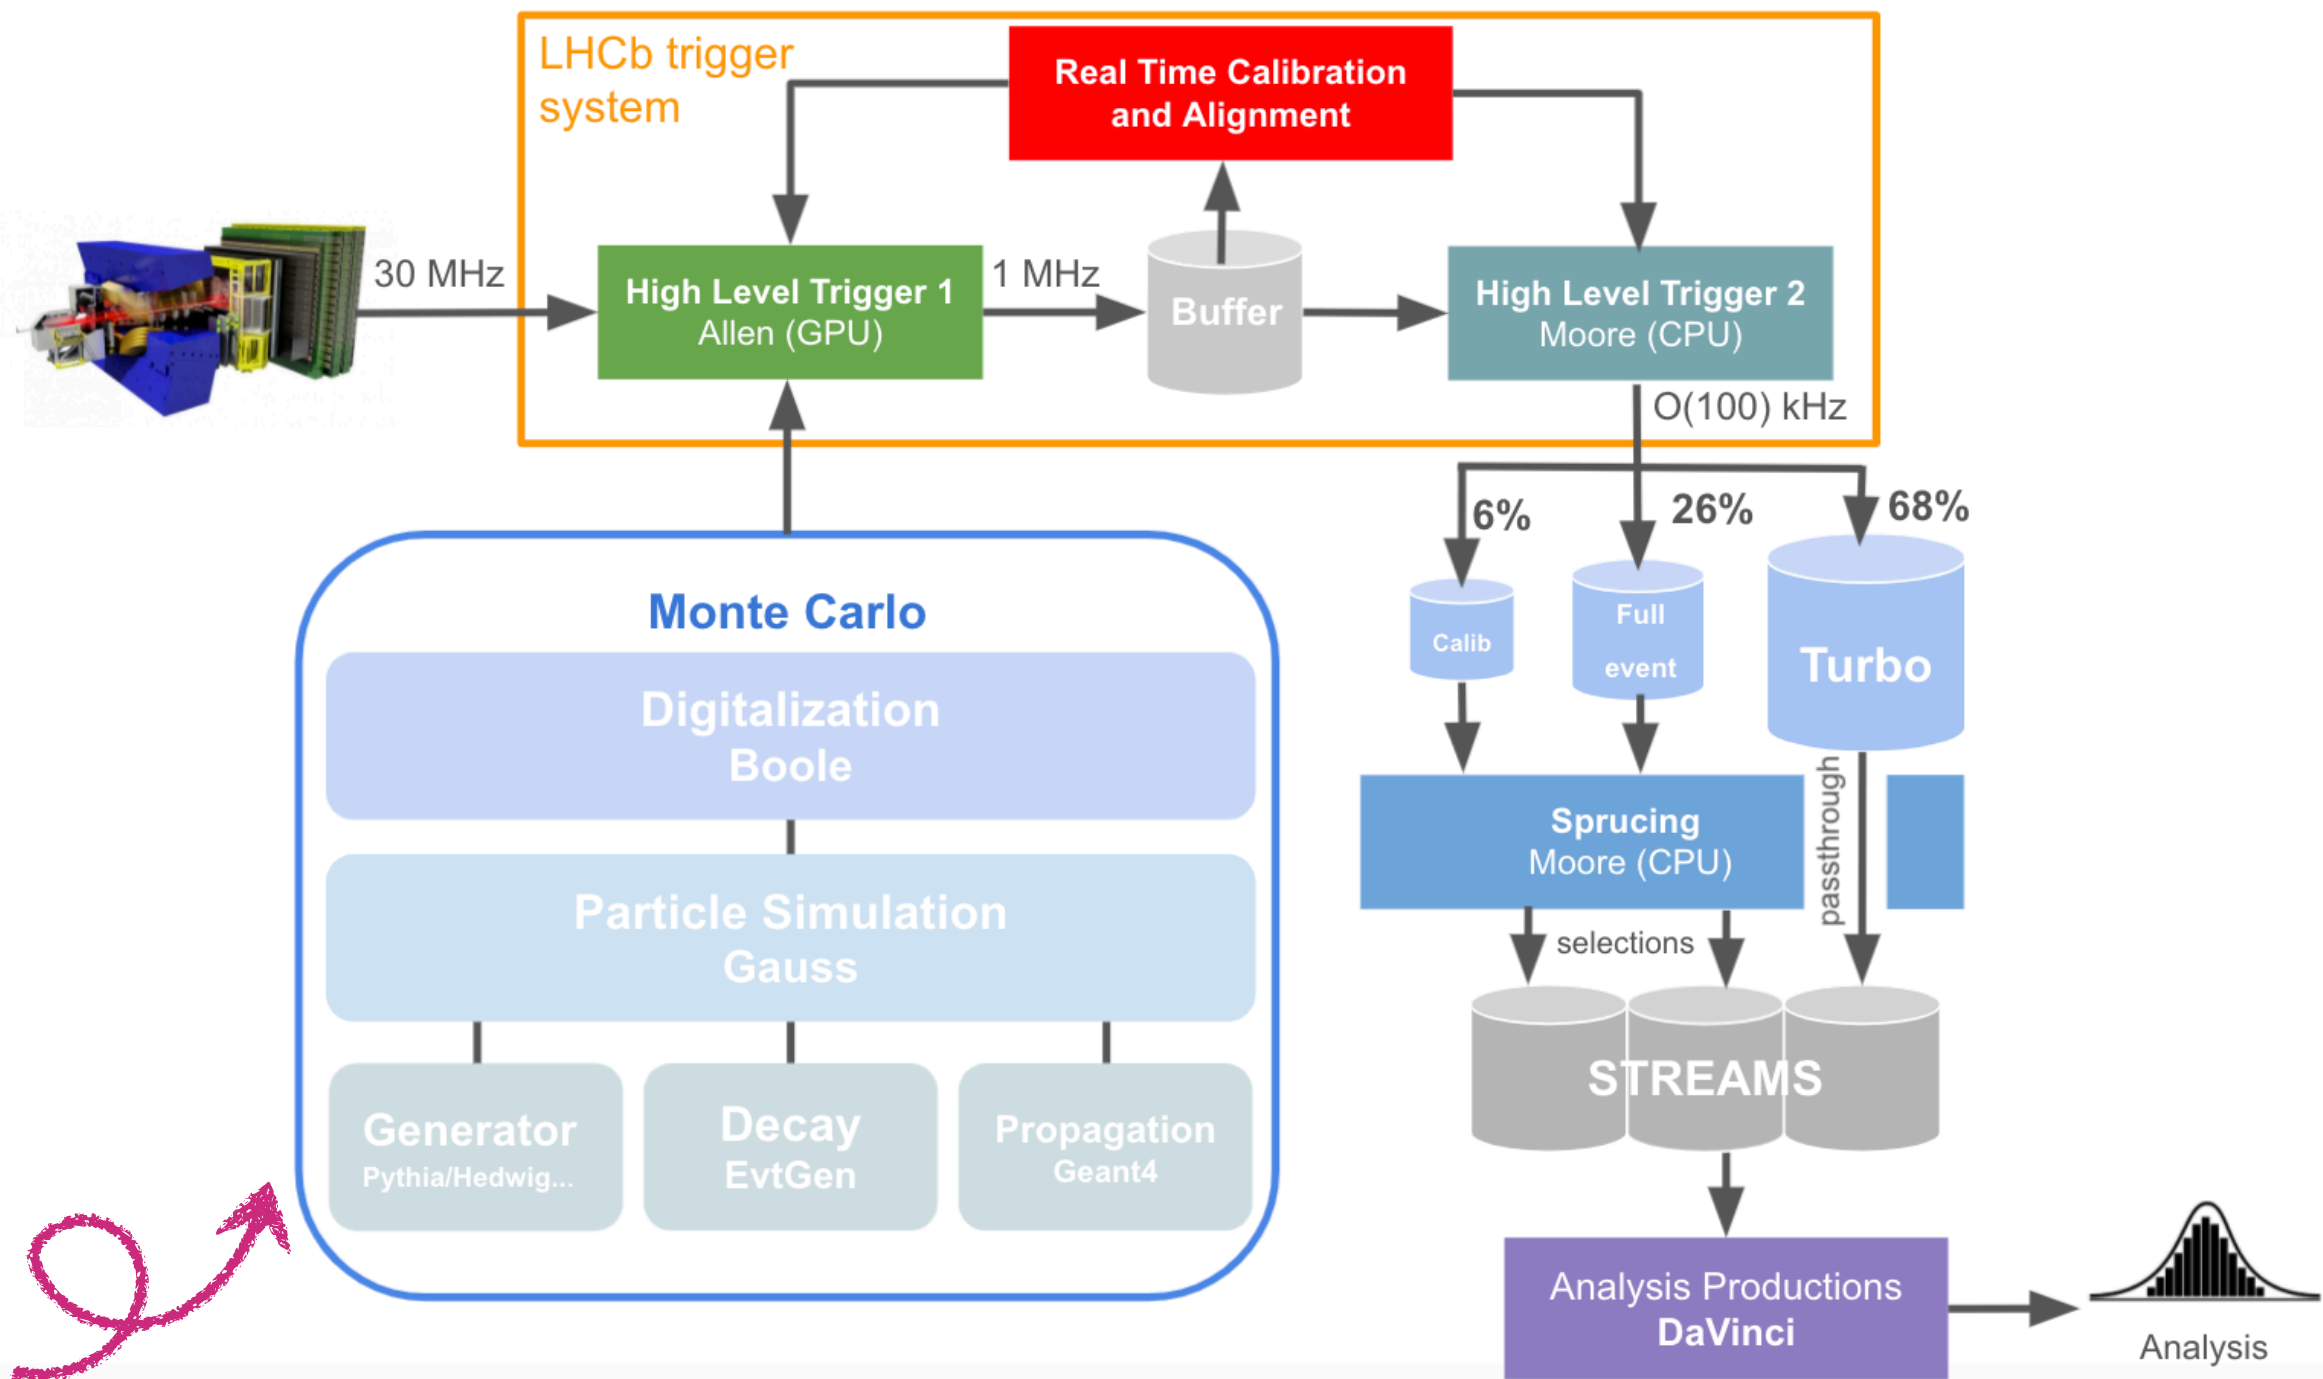 LHCb trigger
system
Real Time Calibration
and Alignment
30 MHz
High Level Trigger 1
Allen (GPU)
1 MHz
Buffer
High Level Trigger 2
Moore (CPU)
O(100) kHz
6%
26%
68%
Calib
Full
event
Turbo
Monte Carlo
Digitalization
Boole
Particle Simulation
Gauss
Generator
Pythia/Hedwig...
Decay
EvtGen
Propagation
Geant4
Sprucing
Moore (CPU)
passthrough
selections
STREAMS
Analysis Productions
DaVinci
Analysis